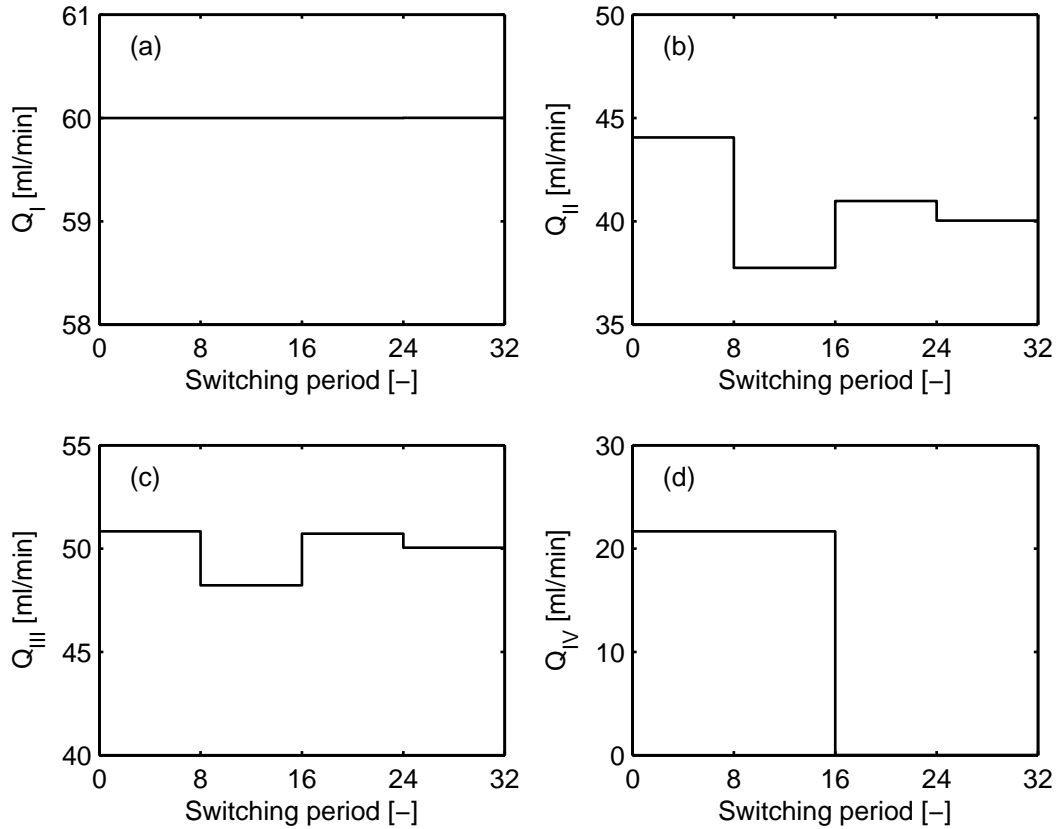 61
60
59
58
(a)
Q_I [ml/min]
0 8 16 24 32
Switching period [–]
50
45
40
35
(b)
Q_II [ml/min]
0 8 16 24 32
Switching period [–]
55
50
45
40
(c)
Q_III [ml/min]
0 8 16 24 32
Switching period [–]
30
20
10
0
(d)
Q_IV [ml/min]
0 8 16 24 32
Switching period [–]